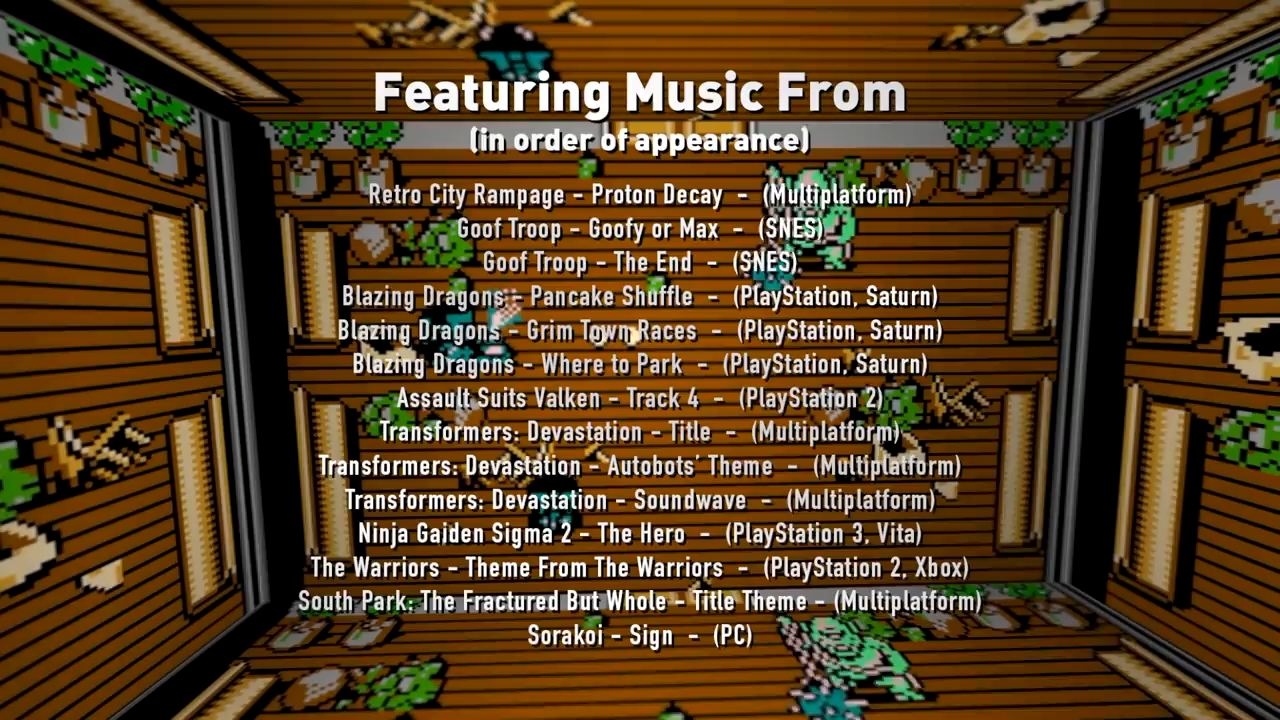 Featuring Music From
(in order of appearance)
Retro City Rampage - Proton Decay - (Multiplatform)
Goof Troop - Goofy or Max - (SNES)
Goof Troop - The End - (SNES)
Blazing Dragons - Pancake Shuffle - (PlayStation, Saturn)
Blazing Dragons - Grim Town Races - (PlayStation, Saturn)
Blazing Dragons - Where to Park - (PlayStation, Saturn)
Assault Suits Valken - Track 4 - (PlayStation 2)
Transformers: Devastation - Title - (Multiplatform)
Transformers: Devastation - Autobots' Theme - (Multiplatform)
Transformers: Devastation - Soundwave - (Multiplatform)
Ninja Gaiden Sigma 2 - The Hero - (PlayStation 3, Vita)
The Warriors - Theme From The Warriors - (PlayStation 2, Xbox)
South Park: The Fractured But Whole - Title Theme - (Multiplatform)
Sorakoi - Sign - (PC)